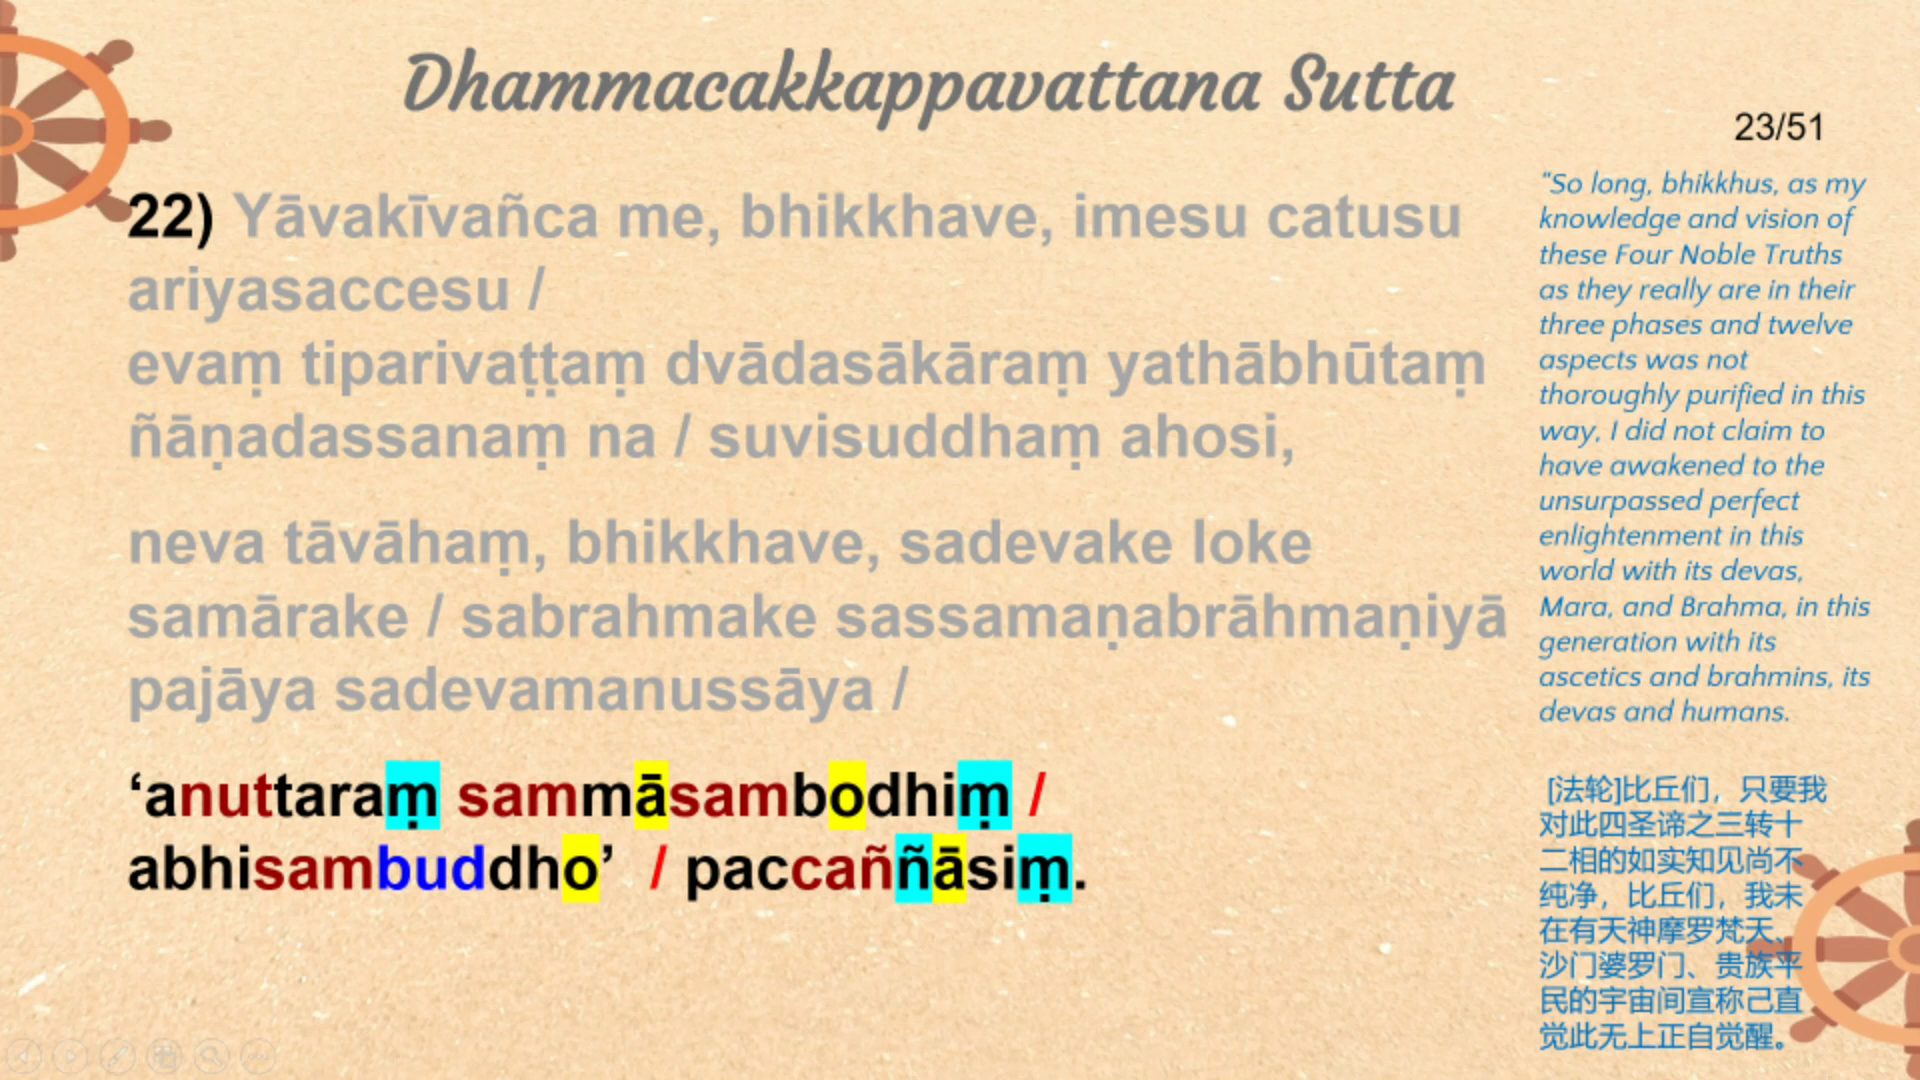 Dhammacakkappavattana Sutta
23/51
22) Yāvakīvañca me, bhikkhave, imesu catusu
ariyasaccesu /
evaṃ tiparivaṭṭaṃ dvādasākāraṃ yathābhūtaṃ
ñāṇadassanaṃ na / suvisuddhaṃ ahosi,
neva tāvāhaṃ, bhikkhave, sadevake loke
samārake / sabrahmake sassamaṇabrāhmaṇiyā
pajāya sadevamanussāya /
‘anuttaraṃ sammāsambodhiṃ /
abhisambuddho’ / paccaññāsiṃ.
"So long, bhikkhus, as my
knowledge and vision of
these Four Noble Truths
as they really are in their
three phases and twelve
aspects was not
thoroughly purified in this
way, I did not claim to
have awakened to the
unsurpassed perfect
enlightenment in this
world with its devas,
Mara, and Brahma, in this
generation with its
ascetics and brahmins, its
devas and humans.
[法轮]比丘们，只要我
对此四圣谛之三转十
二相的如实知见尚不
纯净，比丘们，我未
在有天神摩罗梵天、
沙门婆罗门、贵族平
民的宇宙间宣称己直
觉此无上正自觉醒。